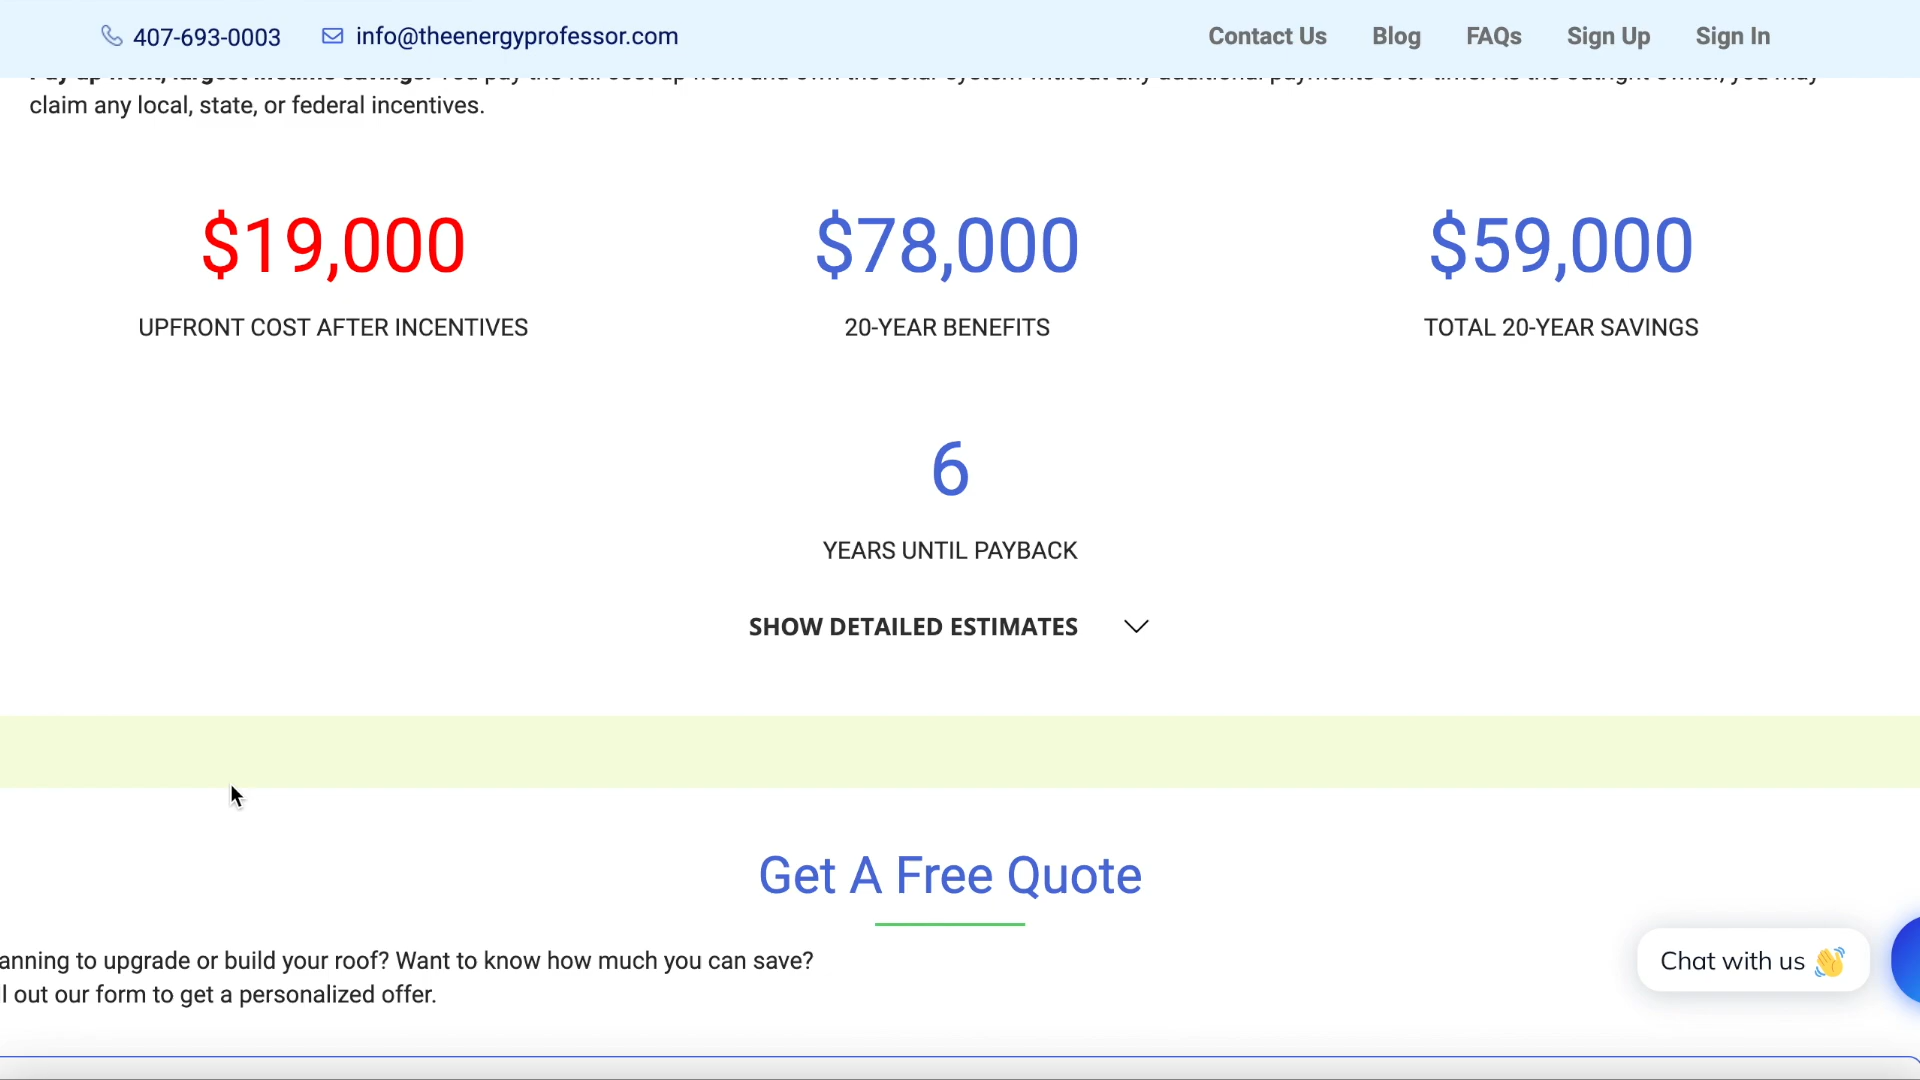 407-693-0003 info@theenergyprofessor.com Contact Us Blog FAQs Sign Up Sign In
claim any local, state, or federal incentives.
$19,000 $78,000 $59,000
UPFRONT COST AFTER INCENTIVES 20-YEAR BENEFITS TOTAL 20-YEAR SAVINGS
6
YEARS UNTIL PAYBACK
SHOW DETAILED ESTIMATES
Get A Free Quote
anning to upgrade or build your roof? Want to know how much you can save?
l out our form to get a personalized offer.
Chat with us 👋